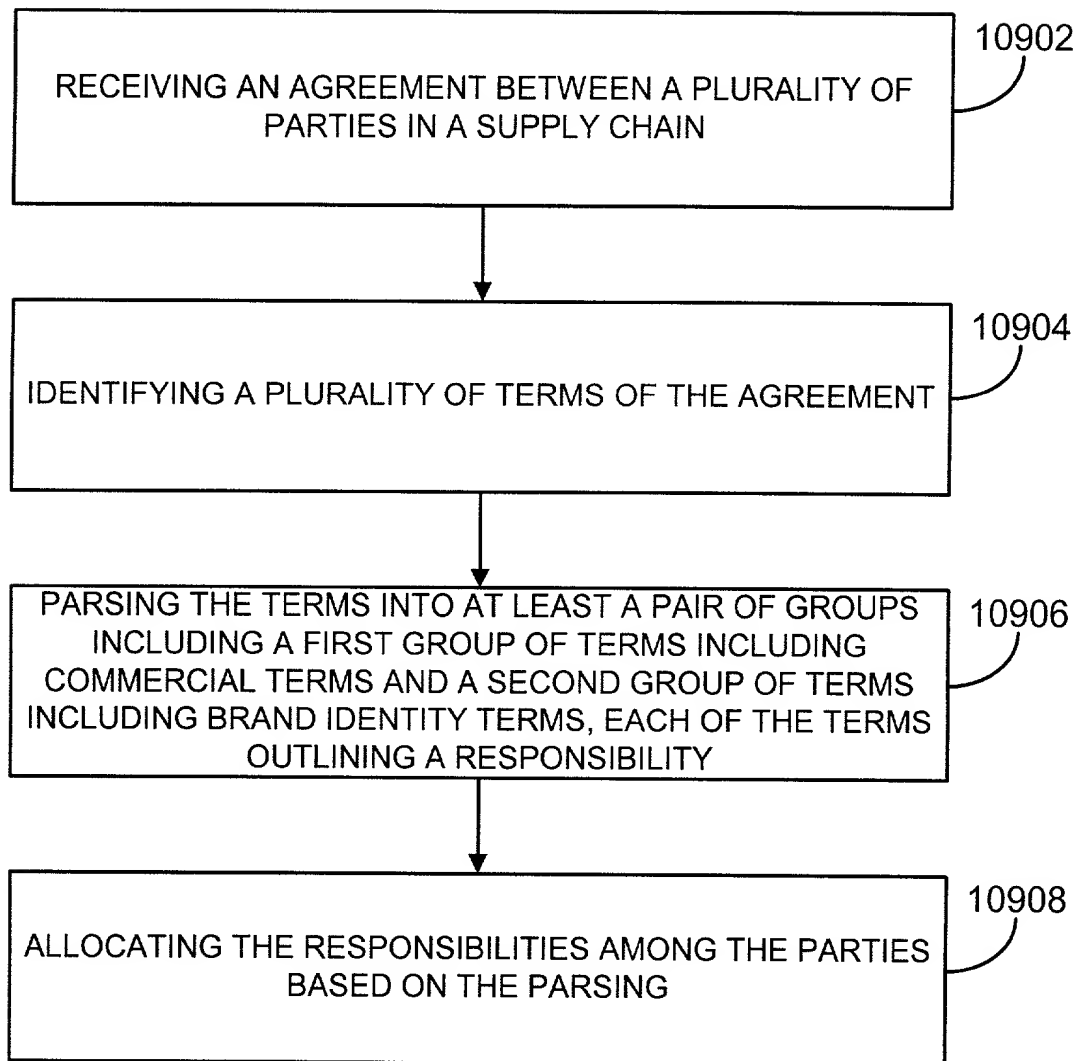 10902
RECEIVING AN AGREEMENT BETWEEN A PLURALITY OF
PARTIES IN A SUPPLY CHAIN
10904
IDENTIFYING A PLURALITY OF TERMS OF THE AGREEMENT
10906
PARSING THE TERMS INTO AT LEAST A PAIR OF GROUPS
INCLUDING A FIRST GROUP OF TERMS INCLUDING
COMMERCIAL TERMS AND A SECOND GROUP OF TERMS
INCLUDING BRAND IDENTITY TERMS, EACH OF THE TERMS
OUTLINING A RESPONSIBILITY
10908
ALLOCATING THE RESPONSIBILITIES AMONG THE PARTIES
BASED ON THE PARSING